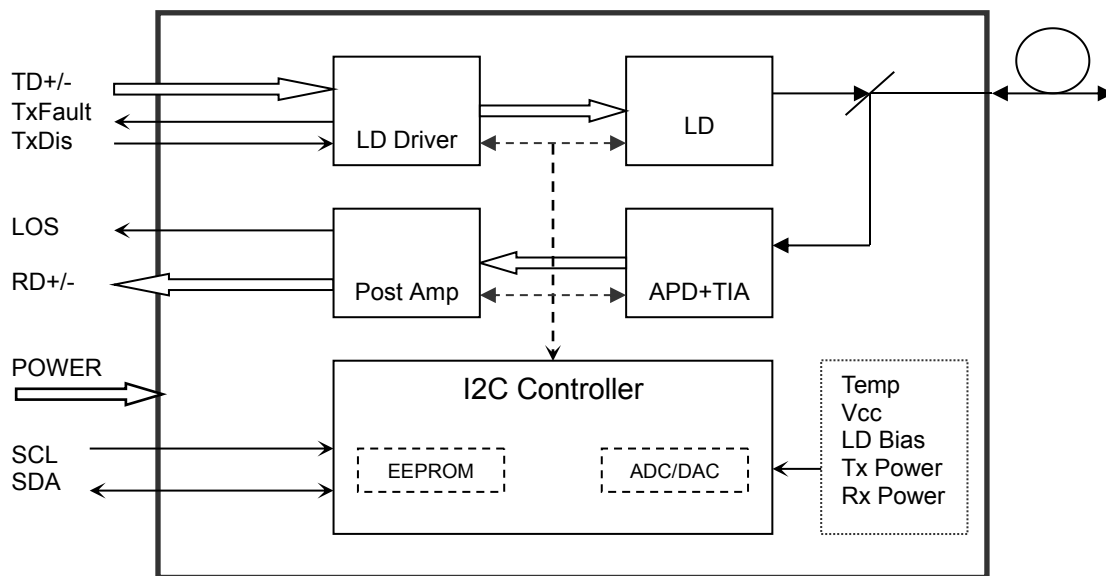 TD+/-
TxFault
TxDis
LD Driver
LD
LOS
RD+/-
Post Amp
APD+TIA
POWER
I2C Controller
SCL
SDA
EEPROM
ADC/DAC
Temp
Vcc
LD Bias
Tx Power
Rx Power